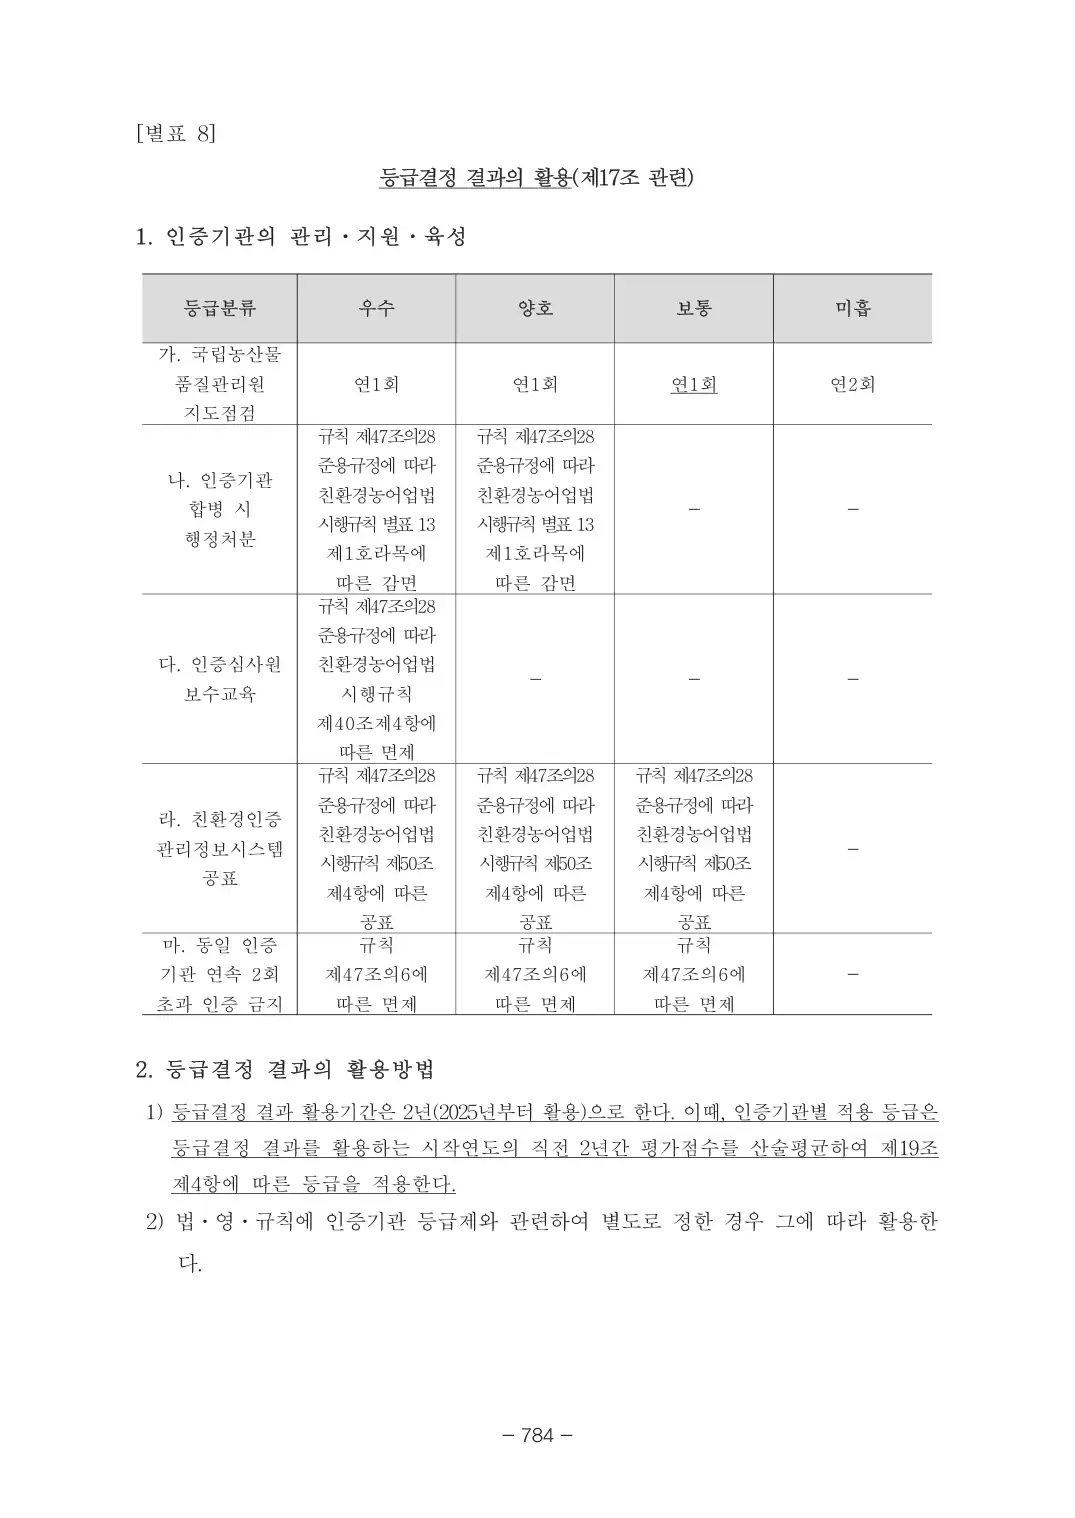 [별표 8]
등급결정 결과의 활용(제17조 관련)
1. 인증기관의 관리·지원·육성
등급분류 우수 양호 보통 미흡
가. 국립농산물
품질관리원
지도점검
연1회 연1회 연1회 연2회
나. 인증기관
합병 시
행정처분
규칙 제47조의28
준용규정에 따라
친환경농어업법
시행규칙 별표 13
제1호라목에
따른 감면
규칙 제47조의28
준용규정에 따라
친환경농어업법
시행규칙 별표 13
제1호라목에
따른 감면
– –
다. 인증심사원
보수교육
규칙 제47조의28
준용규정에 따라
친환경농어업법
시행규칙
제40조제4항에
따른 면제
– – –
라. 친환경인증
관리정보시스템
공표
규칙 제47조의28
준용규정에 따라
친환경농어업법
시행규칙 제50조
제4항에 따른
공표
규칙 제47조의28
준용규정에 따라
친환경농어업법
시행규칙 제50조
제4항에 따른
공표
규칙 제47조의28
준용규정에 따라
친환경농어업법
시행규칙 제50조
제4항에 따른
공표
–
마. 동일 인증
기관 연속 2회
초과 인증 금지
규칙
제47조의6에
따른 면제
규칙
제47조의6에
따른 면제
규칙
제47조의6에
따른 면제
–
2. 등급결정 결과의 활용방법
1) 등급결정 결과 활용기간은 2년(2025년부터 활용)으로 한다. 이때, 인증기관별 적용 등급은
등급결정 결과를 활용하는 시작연도의 직전 2년간 평가점수를 산술평균하여 제19조
제4항에 따른 등급을 적용한다.
2) 법·영·규칙에 인증기관 등급제와 관련하여 별도로 정한 경우 그에 따라 활용한
다.
– 784 –